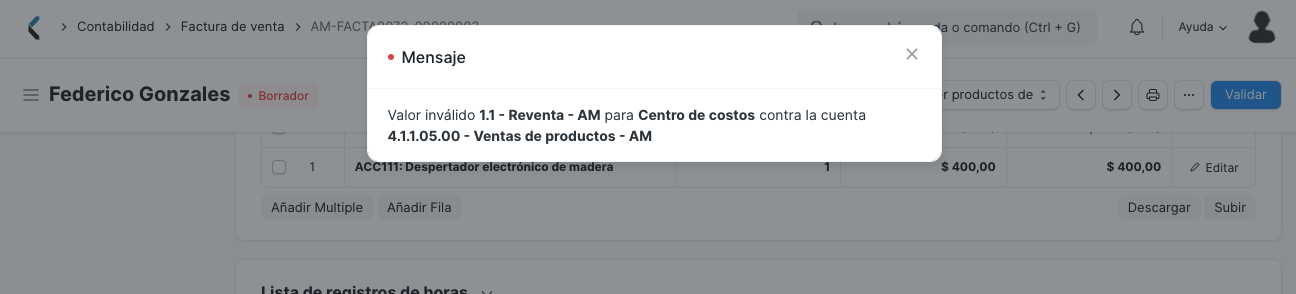 Contabilidad
Factura de venta
Mensaje
da o comando (Ctrl + G)
Ayuda
Federico Gonzales
Borrador
Valor inválido 1.1 - Reventa - AM para Centro de costos contra la cuenta
4.1.1.05.00 - Ventas de productos - AM
r productos de
...
Validar
1 ACC111: Despertador electrónico de madera 1 $ 400,00 $ 400,00 Editar
Añadir Multiple Añadir Fila Descargar Subir
Lista de registros de horas